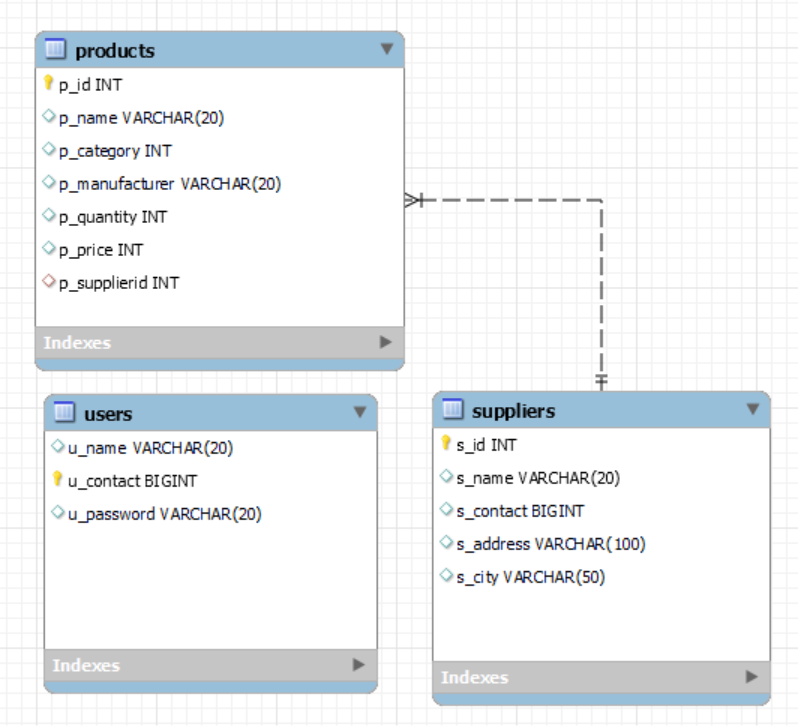 products
p_id INT
p_name VARCHAR(20)
p_category INT
p_manufacturer VARCHAR(20)
p_quantity INT
p_price INT
p_supplierid INT
Indexes
users
u_name VARCHAR(20)
u_contact BIGINT
u_password VARCHAR(20)
Indexes
suppliers
s_id INT
s_name VARCHAR(20)
s_contact BIGINT
s_address VARCHAR(100)
s_city VARCHAR(50)
Indexes